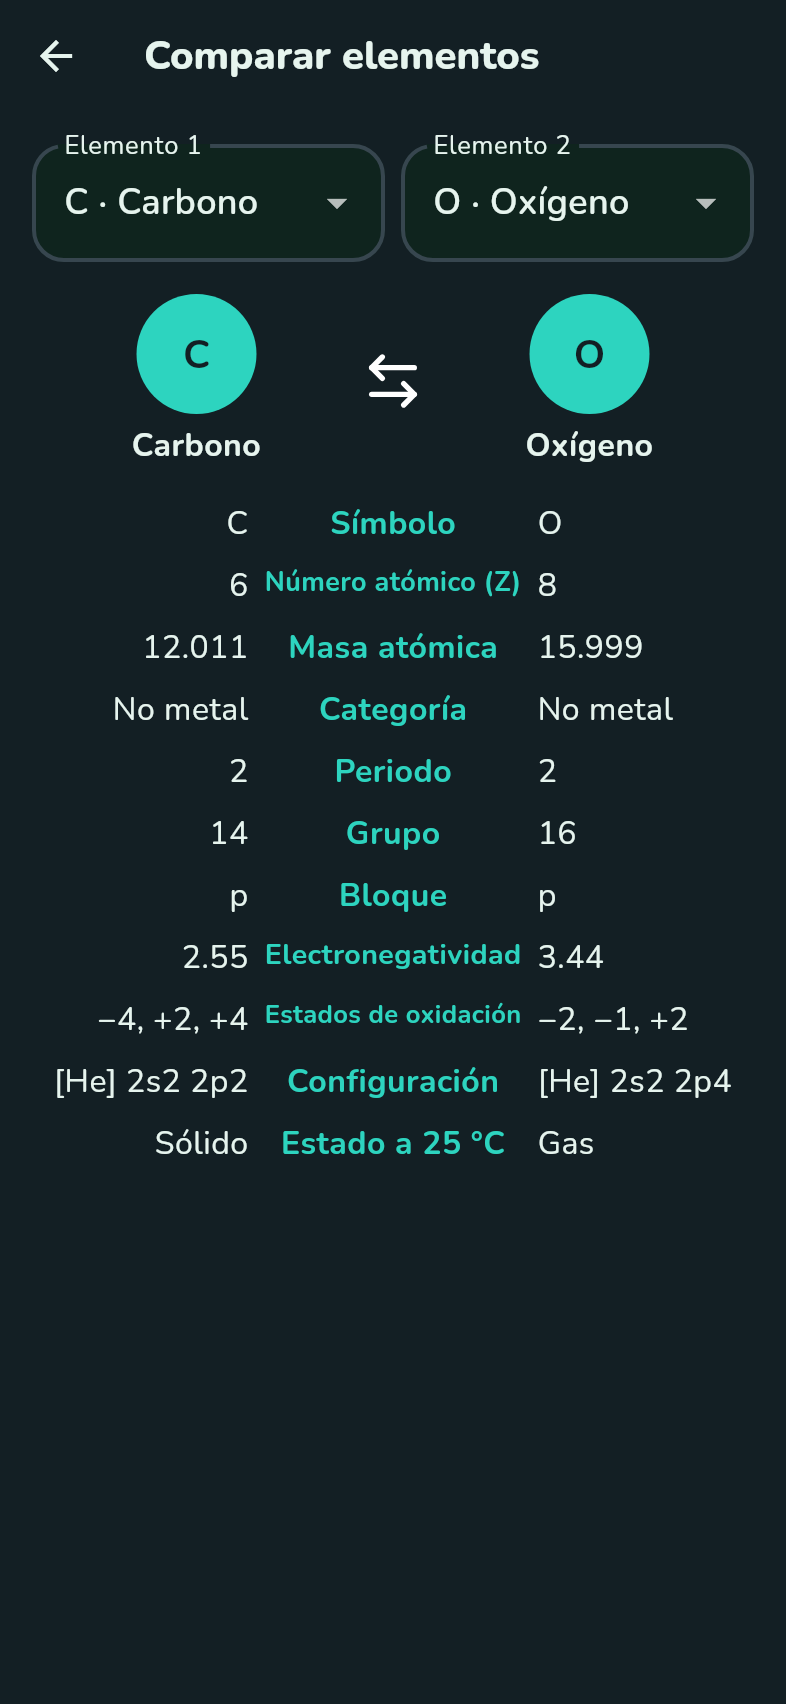 Comparar elementos
Elemento 1 Elemento 2
C · Carbono O · Oxígeno
C O
Carbono Oxígeno
C Símbolo O
6 Número atómico (Z) 8
12.011 Masa atómica 15.999
No metal Categoría No metal
2 Periodo 2
14 Grupo 16
p Bloque p
2.55 Electronegatividad 3.44
−4, +2, +4 Estados de oxidación −2, −1, +2
[He] 2s2 2p2 Configuración [He] 2s2 2p4
Sólido Estado a 25 °C Gas